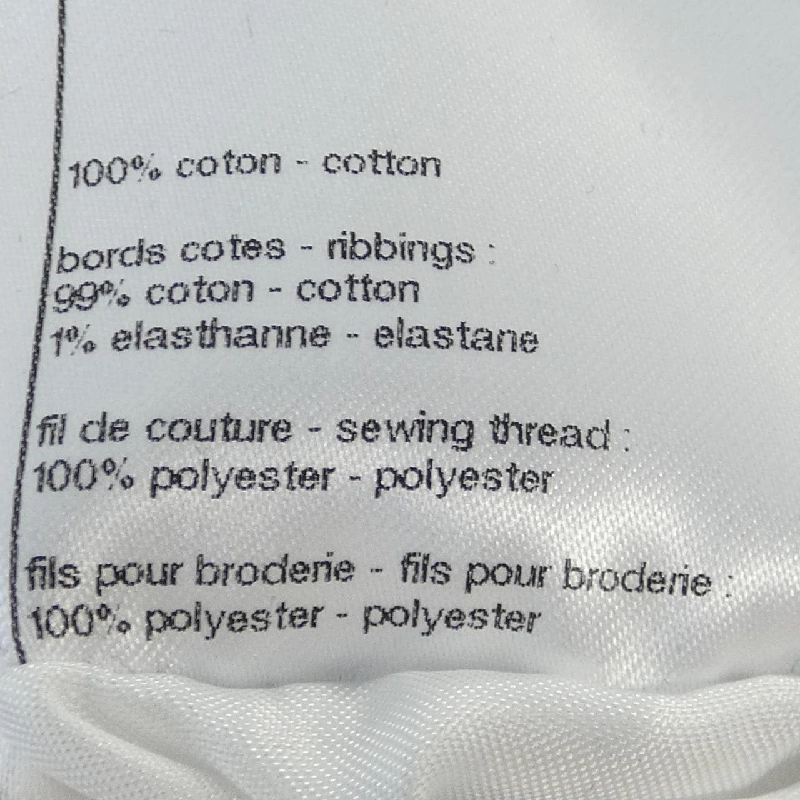 100% coton - cotton
bords cotes - ribbings :
99% coton - cotton
1% elasthanne - elastane
fil de couture - sewing thread :
100% polyester - polyester
fils pour broderie - fils pour broderie :
100% polyester - polyester